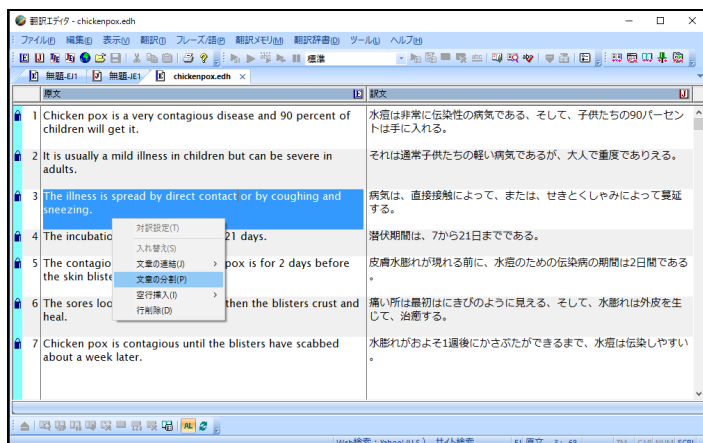 翻訳エディタ - chickenpox.edh
ファイル(F) 編集(E) 表示(V) 翻訳(T) フレーズ/語(P) 翻訳メモリ(M) 翻訳辞書(D) ツール(L) ヘルプ(H)
標準
無題-EJ1 無題-JE1 chickenpox.edh ×
原文 訳文
1 Chicken pox is a very contagious disease and 90 percent of
children will get it.
水痘は非常に伝染性の病気である、そして、子供たちの90パーセン
トは手に入れる。
2 It is usually a mild illness in children but can be severe in
adults.
それは通常子供たちの軽い病気であるが、大人で重度でありえる。
3 The illness is spread by direct contact or by coughing and
sneezing.
病気は、直接接触によって、または、せきとくしゃみによって蔓延
する。
4 The incubatio 21 days.
潜伏期間は、7から21日までである。
5 The contagio pox is for 2 days before
the skin bliste
皮膚水膨れが現れる前に、水痘のための伝染病の期間は2日間である
。
6 The sores loo then the blisters crust and
heal.
痛い所は最初はにきびのように見える、そして、水膨れは外皮を生
じて、治癒する。
7 Chicken pox is contagious until the blisters have scabbed
about a week later.
水膨れがおよそ1週後にかさぶたができるまで、水痘は伝染しやすい
。
対訳設定(T)
入れ替え(S)
文章の連結(J)
文章の分割(P)
空行挿入(I)
行削除(D)